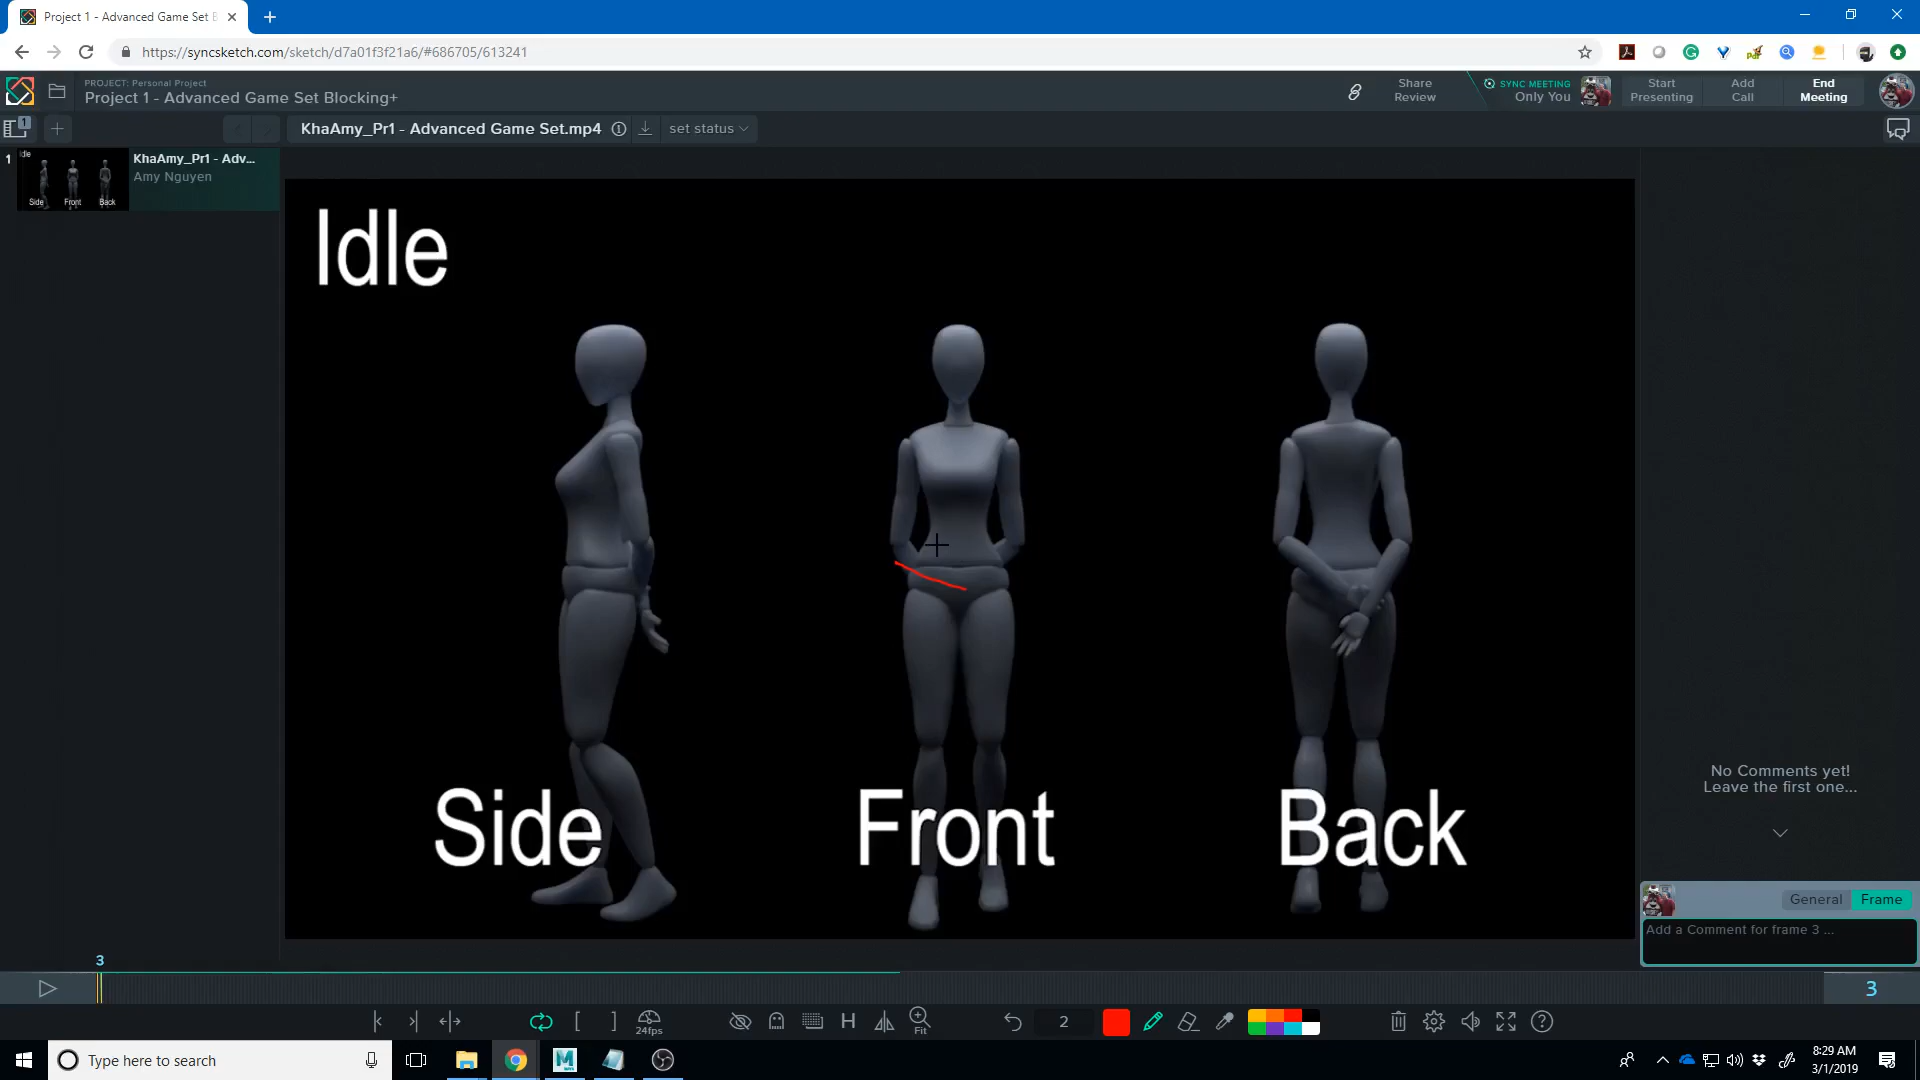 Project 1 - Advanced Game Set B
https://syncsketch.com/sketch/d7a01f3f21a6/#686705/613241
PROJECT: Personal Project
Project 1 - Advanced Game Set Blocking+
Share Review
SYNC MEETING
Only You
Start Presenting
Add Call
End Meeting
1
KhaAmy_Pr1 - Advanced Game Set.mp4
set status
1
KhaAmy_Pr1 - Adv...
Amy Nguyen
Idle
Side
Front
Back
Idle
Side
Front
Back
No Comments yet!
Leave the first one...
General
Frame
Add a Comment for frame 3 ...
3
3
24fps
H
Fit
2
Type here to search
8:29 AM
3/1/2019